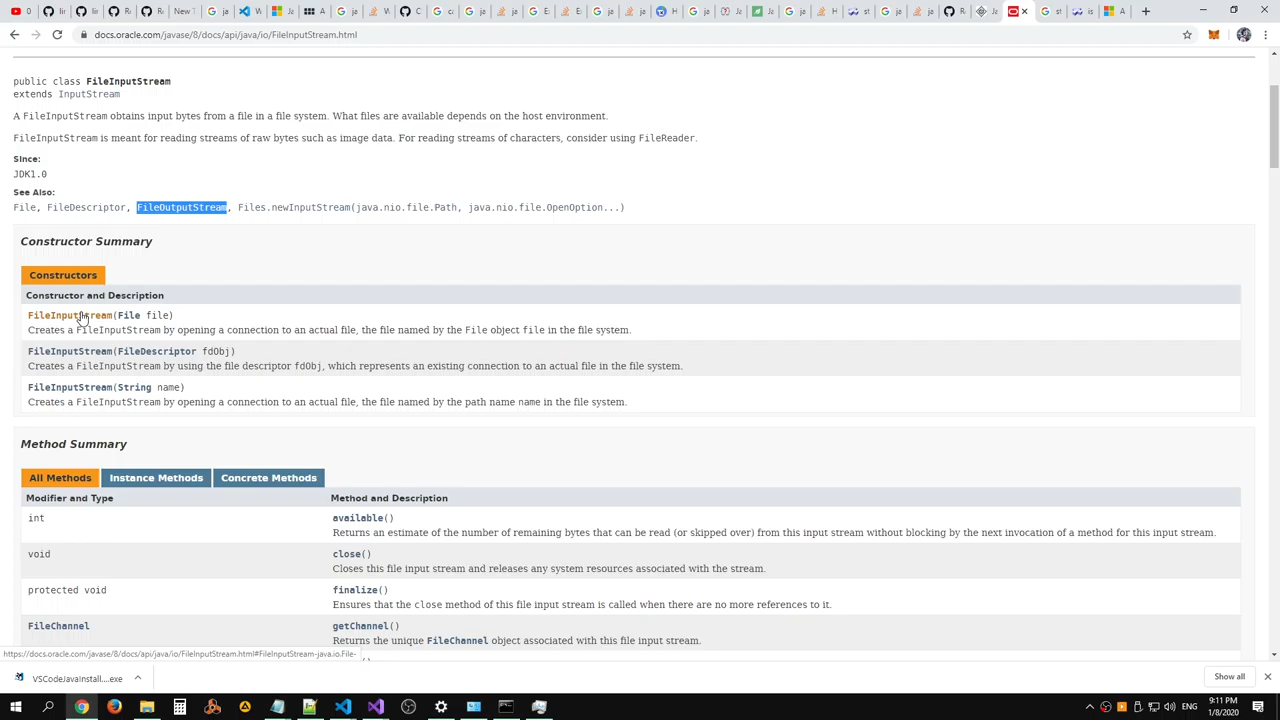 docs.oracle.com/javase/8/docs/api/java/io/FileInputStream.html
public class FileInputStream
extends InputStream
A FileInputStream obtains input bytes from a file in a file system. What files are available depends on the host environment.
FileInputStream is meant for reading streams of raw bytes such as image data. For reading streams of characters, consider using FileReader.
Since:
JDK1.0
See Also:
File, FileDescriptor, FileOutputStream, Files.newInputStream(java.nio.file.Path, java.nio.file.OpenOption...)
Constructor Summary
Constructors
Constructor and Description
FileInputStream(File file)
Creates a FileInputStream by opening a connection to an actual file, the file named by the File object file in the file system.
FileInputStream(FileDescriptor fdObj)
Creates a FileInputStream by using the file descriptor fdObj, which represents an existing connection to an actual file in the file system.
FileInputStream(String name)
Creates a FileInputStream by opening a connection to an actual file, the file named by the path name name in the file system.
Method Summary
All Methods Instance Methods Concrete Methods
Modifier and Type Method and Description
int available()
Returns an estimate of the number of remaining bytes that can be read (or skipped over) from this input stream without blocking by the next invocation of a method for this input stream.
void close()
Closes this file input stream and releases any system resources associated with the stream.
protected void finalize()
Ensures that the close method of this file input stream is called when there are no more references to it.
FileChannel getChannel()
Returns the unique FileChannel object associated with this file input stream.
https://docs.oracle.com/javase/8/docs/api/java/io/FileInputStream.html#FileInputStream-java.io.File-
VSCodeJavaInstall....exe
Show all
ENG
9:11 PM
1/8/2020